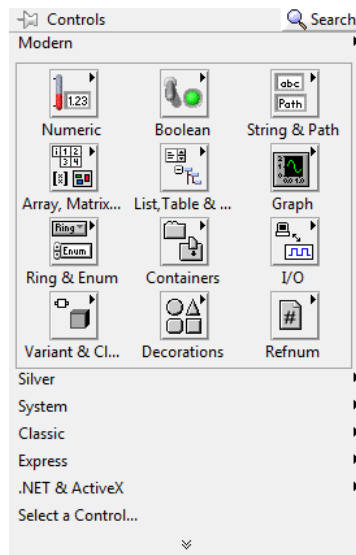 Controls Search
Modern
1.23 abc Path
Numeric Boolean String & Path
Array, Matrix... List, Table & ... Graph
Ring Enum
Ring & Enum Containers I/O
#
Variant & Cl... Decorations Refnum
Silver
System
Classic
Express
.NET & ActiveX
Select a Control...